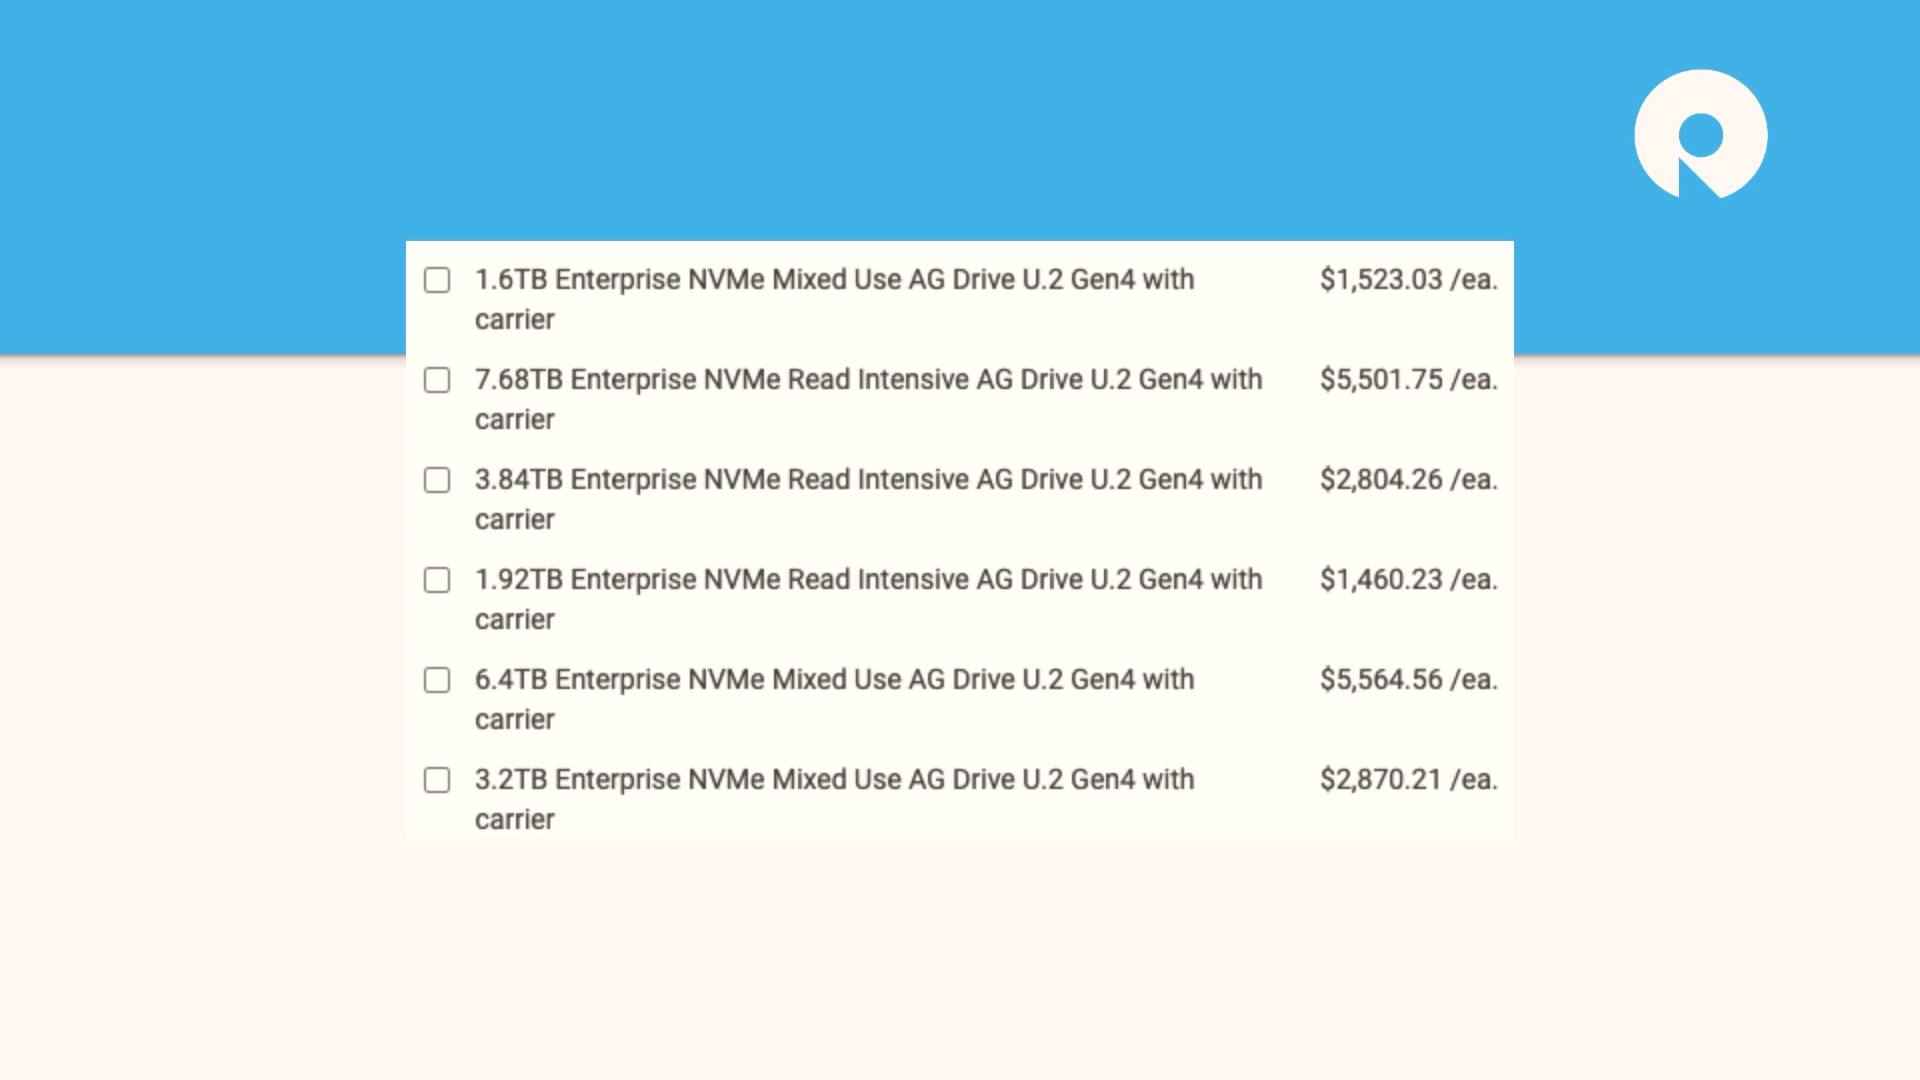 1.6TB Enterprise NVMe Mixed Use AG Drive U.2 Gen4 with $1,523.03 /ea.
carrier
7.68TB Enterprise NVMe Read Intensive AG Drive U.2 Gen4 with $5,501.75 /ea.
carrier
3.84TB Enterprise NVMe Read Intensive AG Drive U.2 Gen4 with $2,804.26 /ea.
carrier
1.92TB Enterprise NVMe Read Intensive AG Drive U.2 Gen4 with $1,460.23 /ea.
carrier
6.4TB Enterprise NVMe Mixed Use AG Drive U.2 Gen4 with $5,564.56 /ea.
carrier
3.2TB Enterprise NVMe Mixed Use AG Drive U.2 Gen4 with $2,870.21 /ea.
carrier